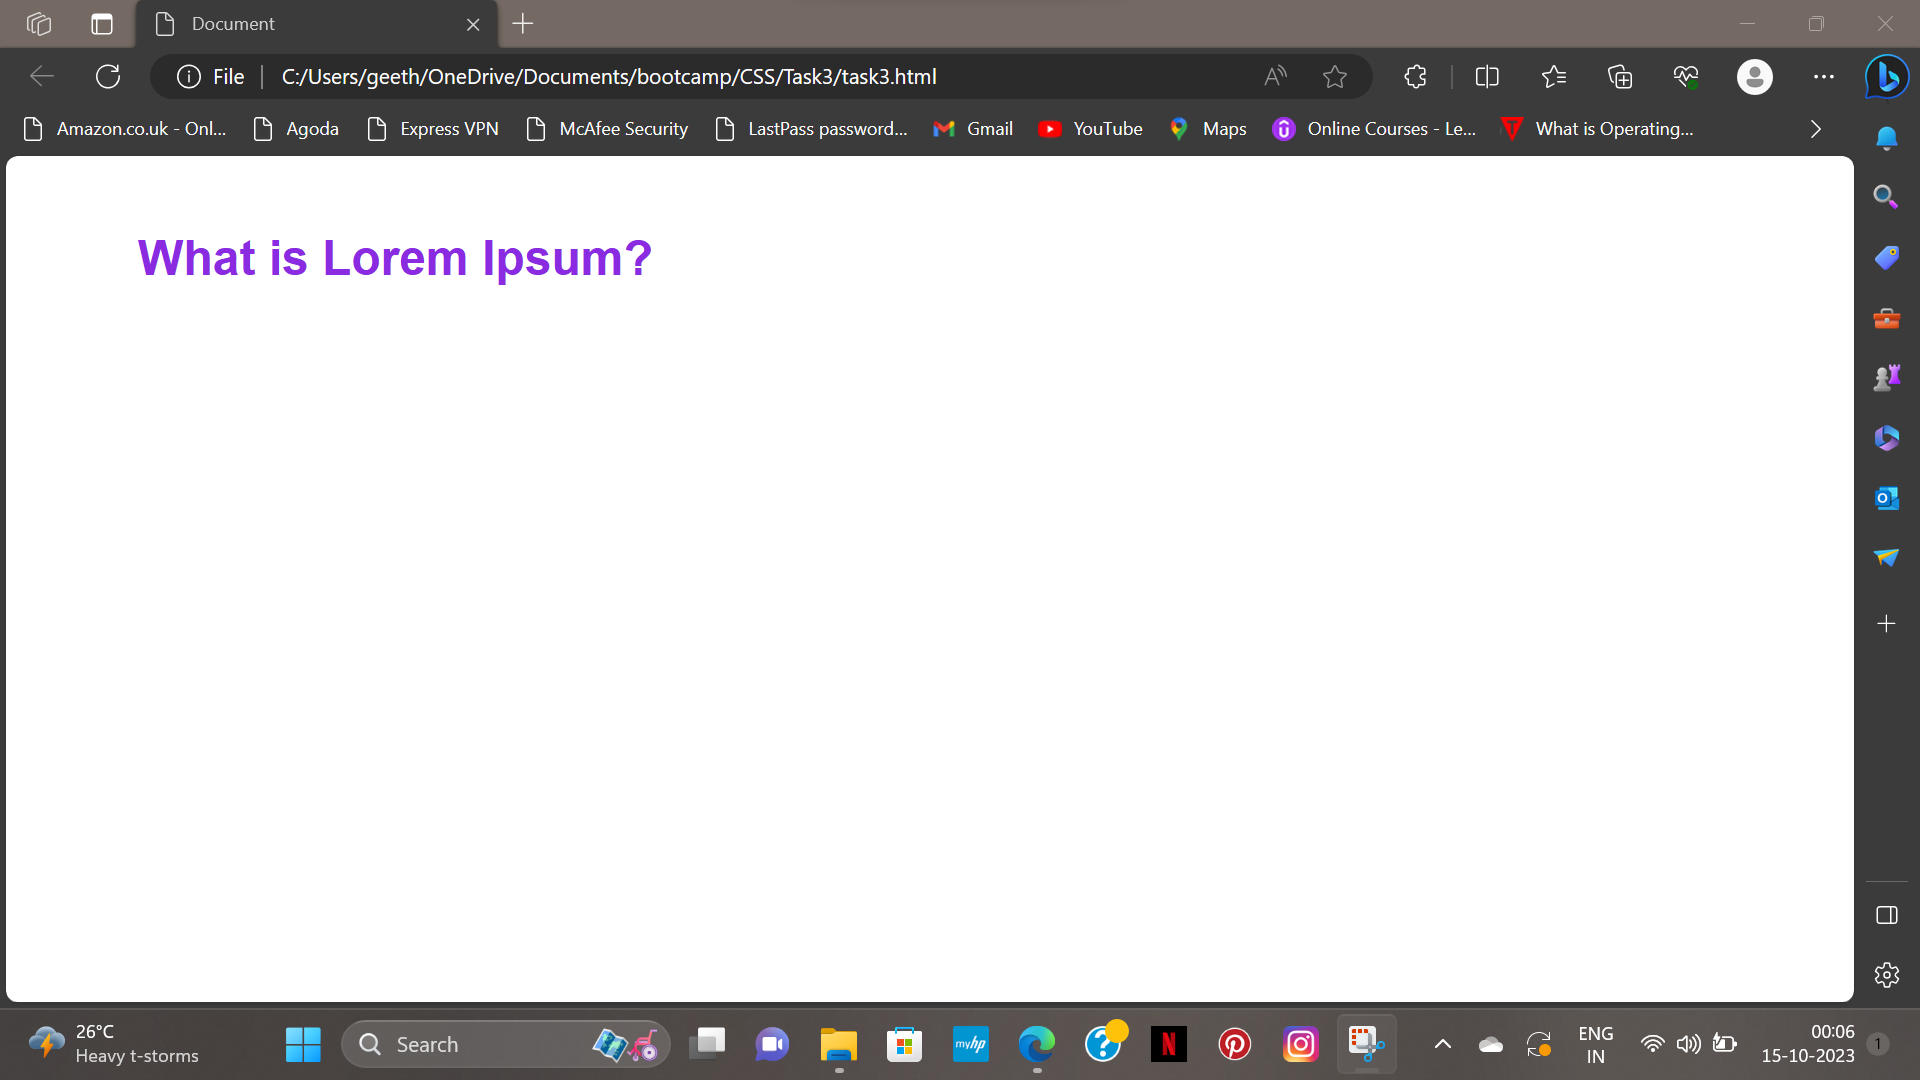 Document
File
C:/Users/geeth/OneDrive/Documents/bootcamp/CSS/Task3/task3.html
Amazon.co.uk - Onl...
Agoda
Express VPN
McAfee Security
LastPass password...
Gmail
YouTube
Maps
Online Courses - Le...
What is Operating...
What is Lorem Ipsum?
26°C
Heavy t-storms
Search
myhp
ENG
IN
00:06
15-10-2023
1